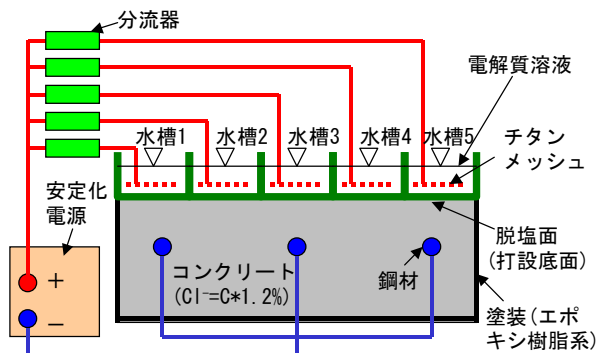 分流器
電解質溶液
水槽1
水槽2
水槽3
水槽4
水槽5
チタン
メッシュ
安定化
電源
+
−
コンクリート
(Cl⁻=C*1.2%)
鋼材
脱塩面
(打設底面)
塗装(エポ
キシ樹脂系)